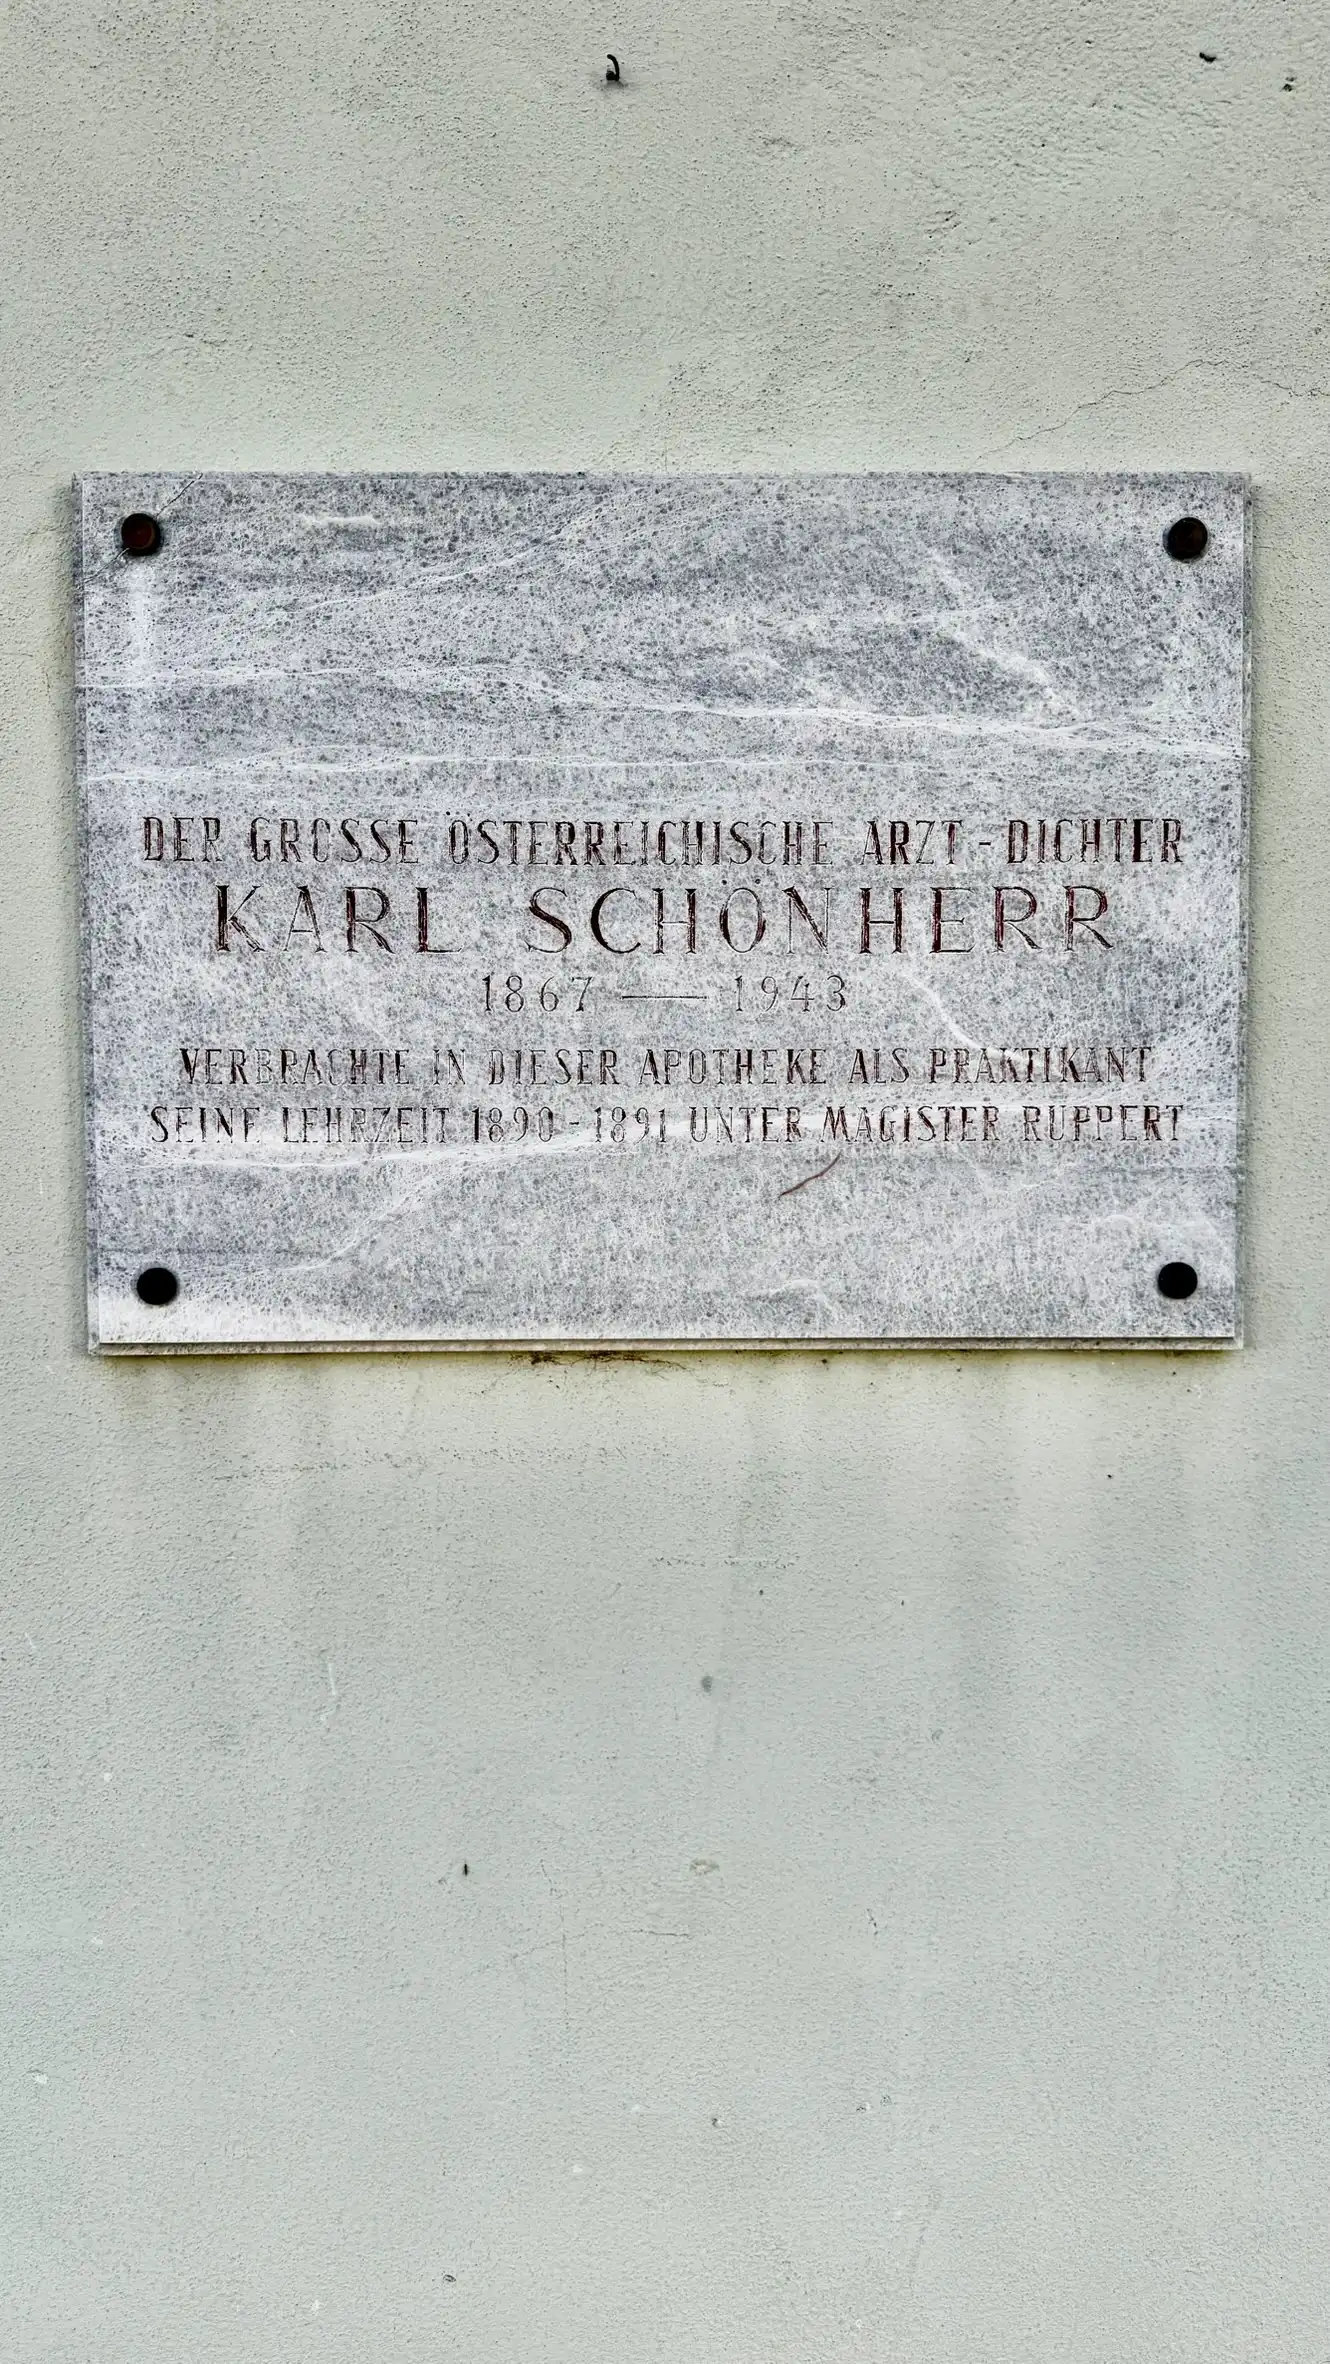 DER GROSSE ÖSTERREICHISCHE ARZT-DICHTER
KARL SCHÖNHERR
1867 — 1943
VERBRACHTE IN DIESER APOTHEKE ALS PRAKTIKANT
SEINE LEHRZEIT 1890-1891 UNTER MAGISTER RUPPERT